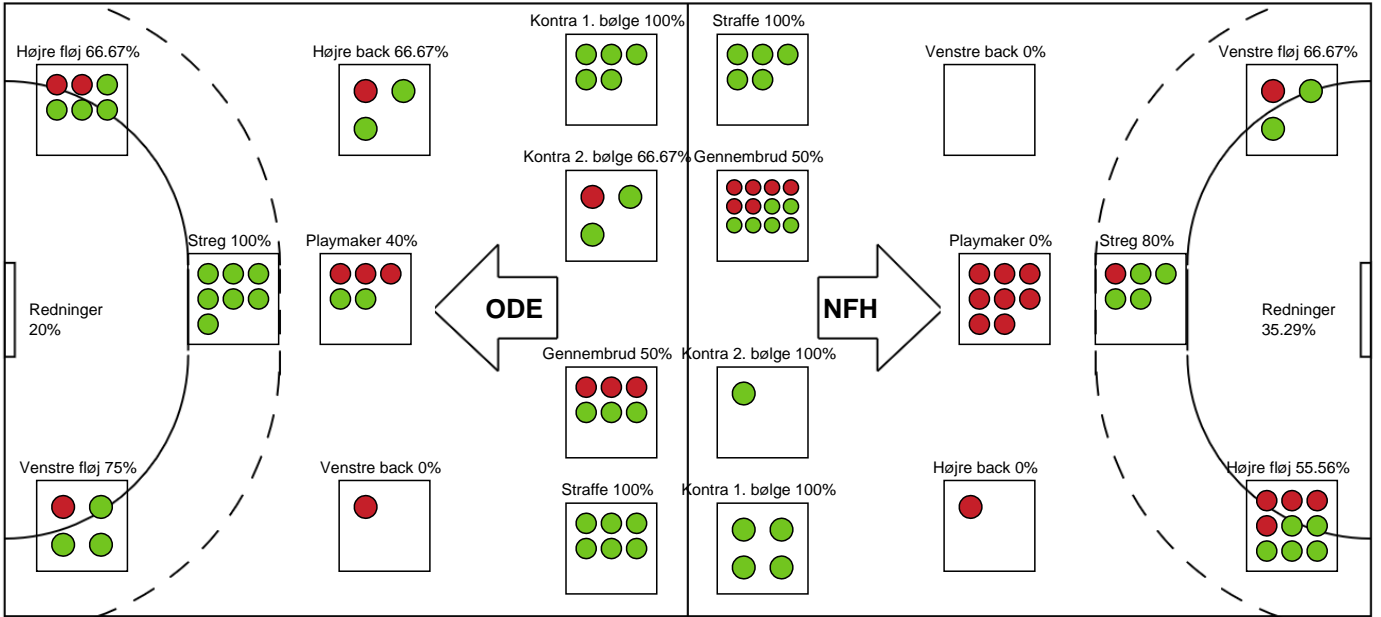 Kontra 1. bølge 100%
Straffe 100%
Højre fløj 66.67%
Højre back 66.67%
Venstre back 0%
Venstre fløj 66.67%
Kontra 2. bølge 66.67%
Gennembrud 50%
Streg 100%
Playmaker 40%
Playmaker 0%
Streg 80%
ODE
NFH
Redninger
20%
Redninger
35.29%
Gennembrud 50%
Kontra 2. bølge 100%
Venstre fløj 75%
Venstre back 0%
Højre back 0%
Højre fløj 55.56%
Straffe 100%
Kontra 1. bølge 100%